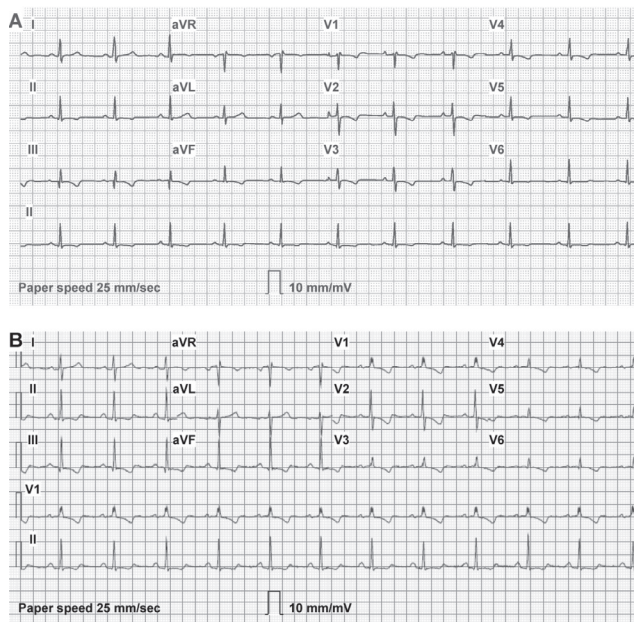 A
I aVR V1 V4
II aVL V2 V5
III aVF V3 V6
II
Paper speed 25 mm/sec 10 mm/mV
B
I aVR V1 V4
II aVL V2 V5
III aVF V3 V6
V1
II
Paper speed 25 mm/sec 10 mm/mV